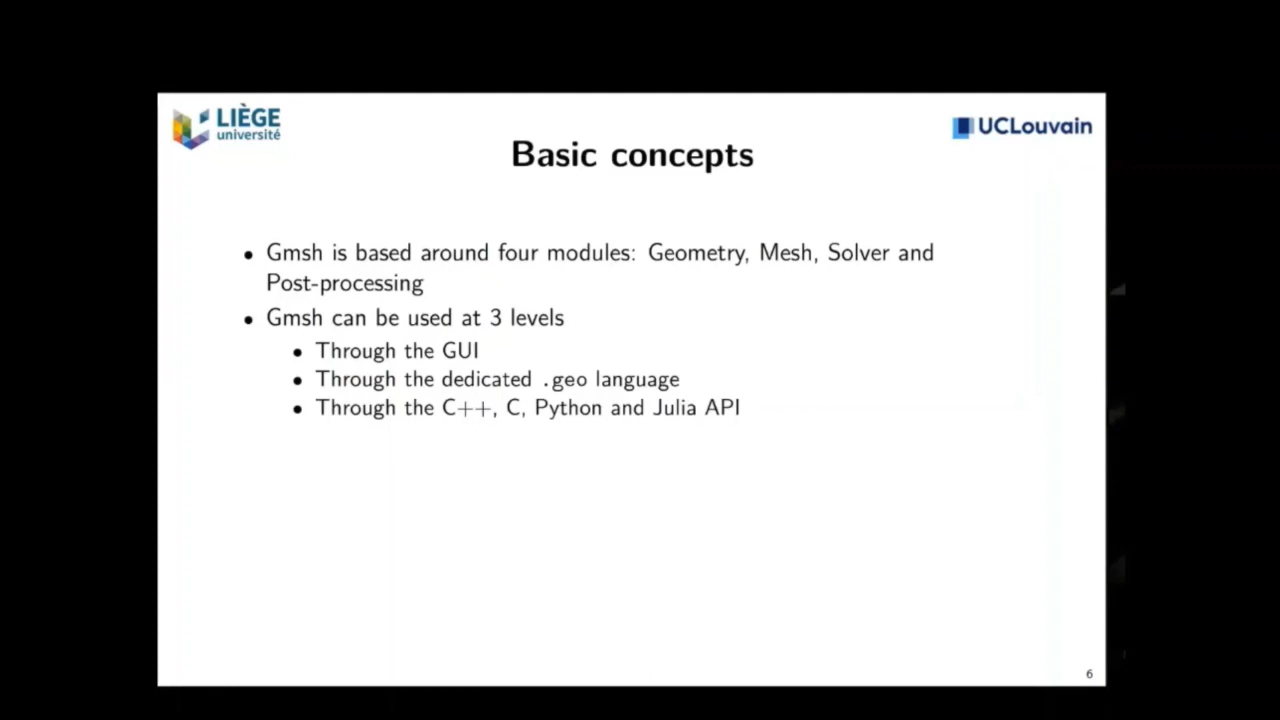 LIÈGE
université
UCLouvain
Basic concepts
• Gmsh is based around four modules: Geometry, Mesh, Solver and
Post-processing
• Gmsh can be used at 3 levels
• Through the GUI
• Through the dedicated .geo language
• Through the C++, C, Python and Julia API
6